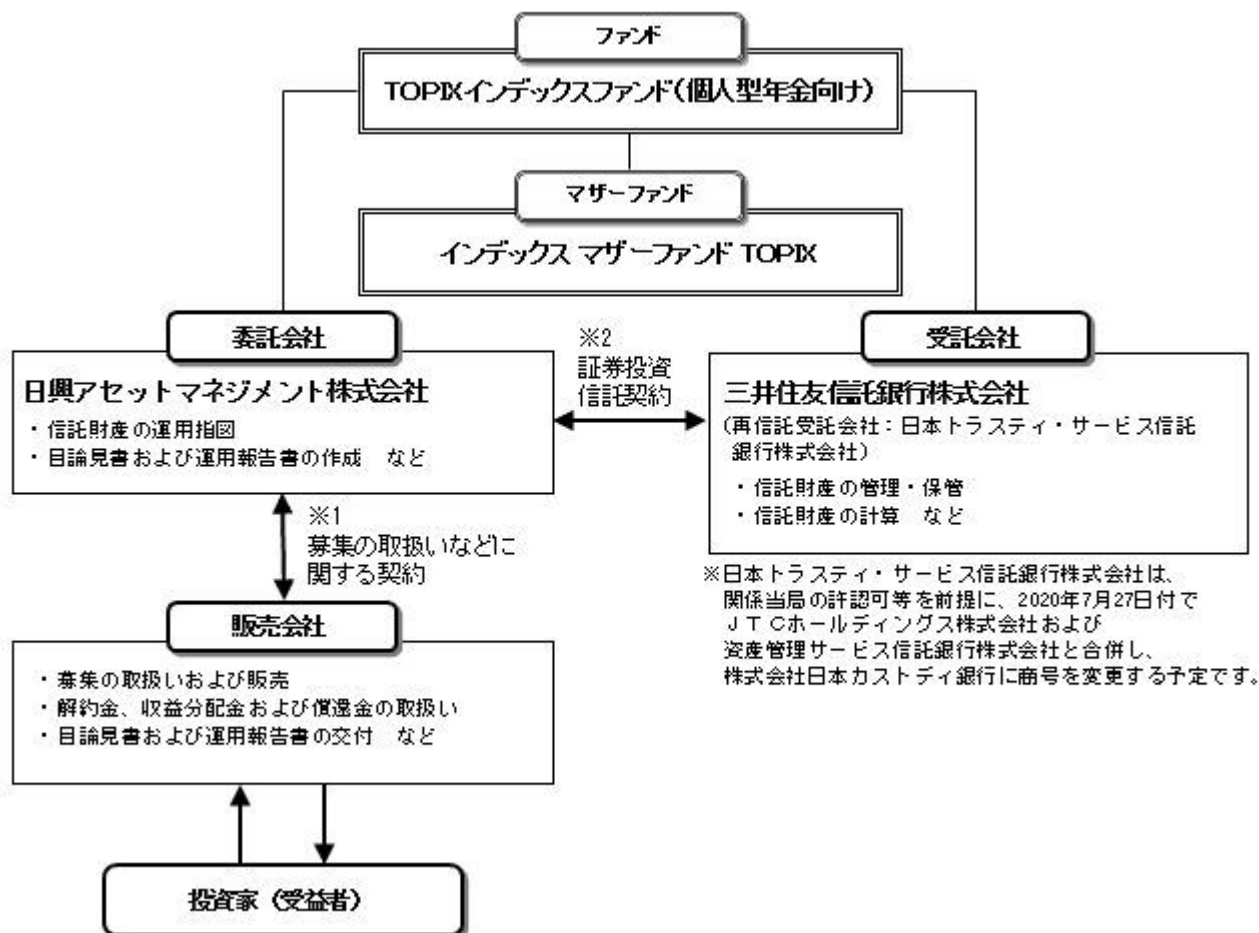 ファンド
TOPIXインデックスファンド(個人型年金向け)
マザーファンド
インデックス マザーファンド TOPIX
委託会社
日興アセットマネジメント株式会社
・信託財産の運用指図
・目論見書および運用報告書の作成　など
※2
証券投資
信託契約
受託会社
三井住友信託銀行株式会社
(再信託受託会社:日本トラスティ・サービス信託
銀行株式会社)
・信託財産の管理・保管
・信託財産の計算　など
※1
募集の取扱いなどに
関する契約
※日本トラスティ・サービス信託銀行株式会社は、
関係当局の許認可等を前提に、2020年7月27日付で
ＪＴＣホールディングス株式会社および
資産管理サービス信託銀行株式会社と合併し、
株式会社日本カストディ銀行に商号を変更する予定です。
販売会社
・募集の取扱いおよび販売
・解約金、収益分配金および償還金の取扱い
・目論見書および運用報告書の交付　など
投資家(受益者)